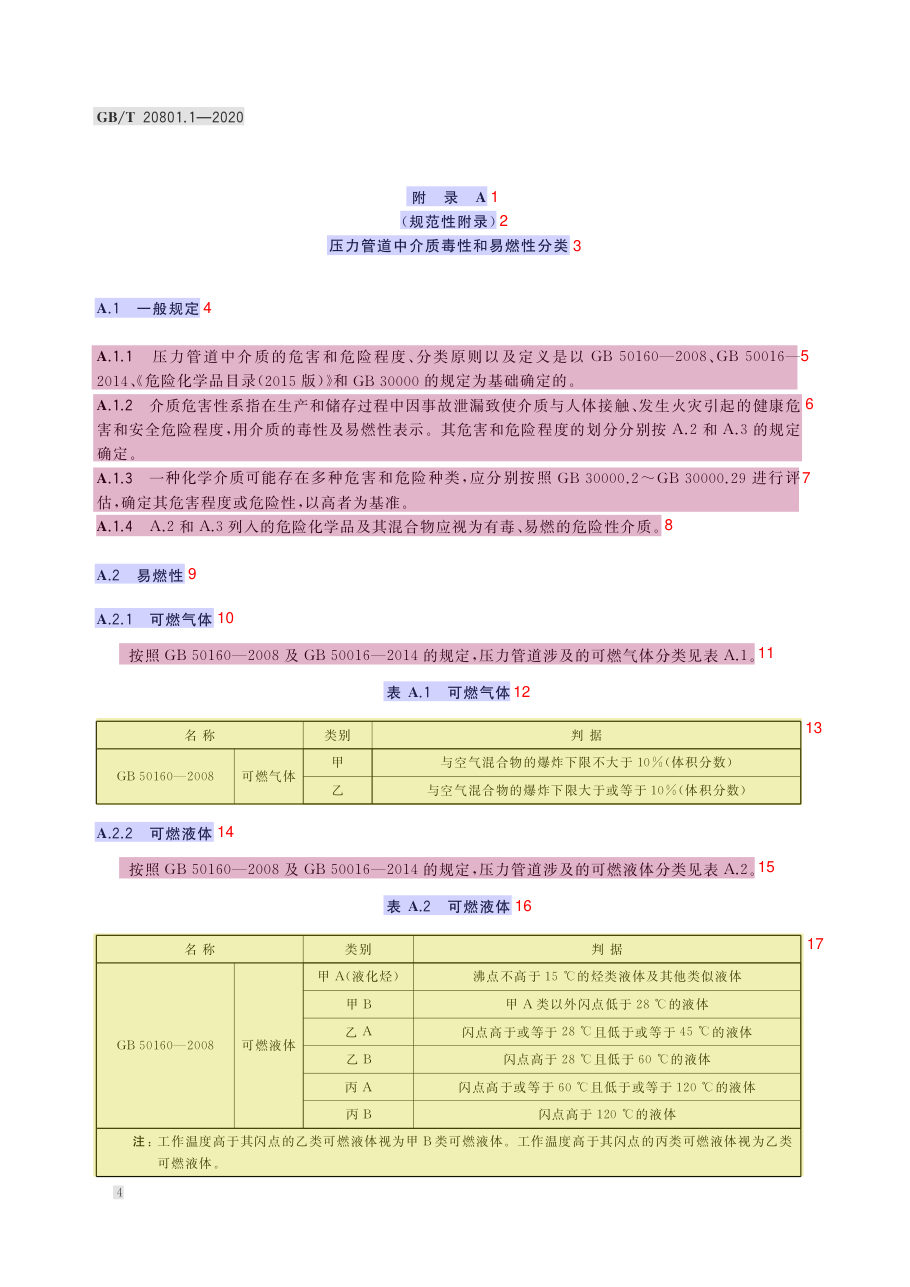 GB/T 20801.1—2020
附 录 A 1
（规范性附录） 2
压力管道中介质毒性和易燃性分类 3
A.1 一般规定 4
A.1.1 压力管道中介质的危害和危险程度、分类原则以及定义是以 GB 50160—2008、GB 50016— 5
2014、《危险化学品目录（2015 版）》和 GB 30000 的规定为基础确定的。
A.1.2 介质危害性系指在生产和储存过程中因事故泄漏致使介质与人体接触、发生火灾引起的健康危 6
害和安全危险程度，用介质的毒性及易燃性表示。其危害和危险程度的划分分别按 A.2 和 A.3 的规定
确定。
A.1.3 一种化学介质可能存在多种危害和危险种类，应分别按照 GB 30000.2～GB 30000.29 进行评 7
估，确定其危害程度或危险性，以高者为基准。
A.1.4 A.2 和 A.3 列入的危险化学品及其混合物应视为有毒、易燃的危险性介质。 8
A.2 易燃性 9
A.2.1 可燃气体 10
按照 GB 50160—2008 及 GB 50016—2014 的规定，压力管道涉及的可燃气体分类见表 A.1。 11
表 A.1 可燃气体 12
13
名 称 类别 判 据
GB 50160—2008 可燃气体 甲 与空气混合物的爆炸下限不大于 10％（体积分数）
乙 与空气混合物的爆炸下限大于或等于 10％（体积分数）
A.2.2 可燃液体 14
按照 GB 50160—2008 及 GB 50016—2014 的规定，压力管道涉及的可燃液体分类见表 A.2。 15
表 A.2 可燃液体 16
17
名 称 类别 判 据
GB 50160—2008 可燃液体 甲 A（液化烃） 沸点不高于 15 ℃的烃类液体及其他类似液体
甲 B 甲 A 类以外闪点低于 28 ℃的液体
乙 A 闪点高于或等于 28 ℃且低于或等于 45 ℃的液体
乙 B 闪点高于 28 ℃且低于 60 ℃的液体
丙 A 闪点高于或等于 60 ℃且低于或等于 120 ℃的液体
丙 B 闪点高于 120 ℃的液体
注：工作温度高于其闪点的乙类可燃液体视为甲 B 类可燃液体。工作温度高于其闪点的丙类可燃液体视为乙类
可燃液体。
4